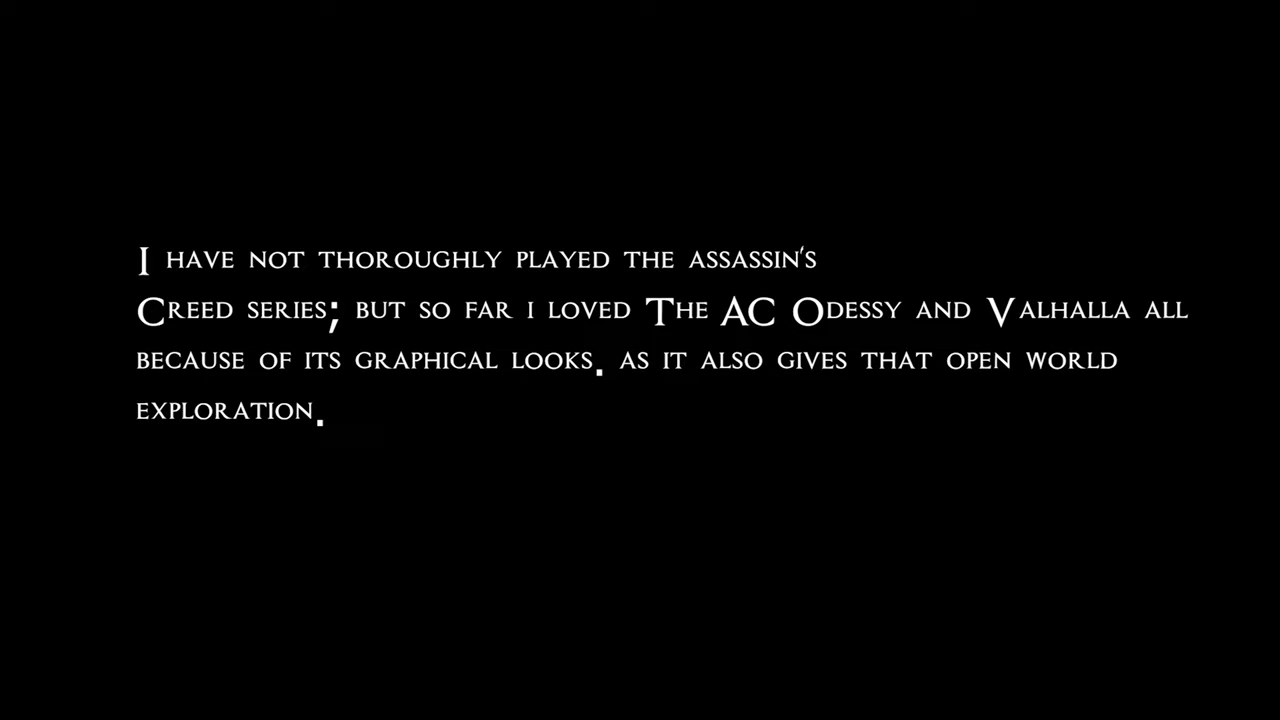 I have not thoroughly played the assassin's
Creed series; but so far i loved The AC Odessy and Valhalla all
because of its graphical looks. as it also gives that open world
exploration.